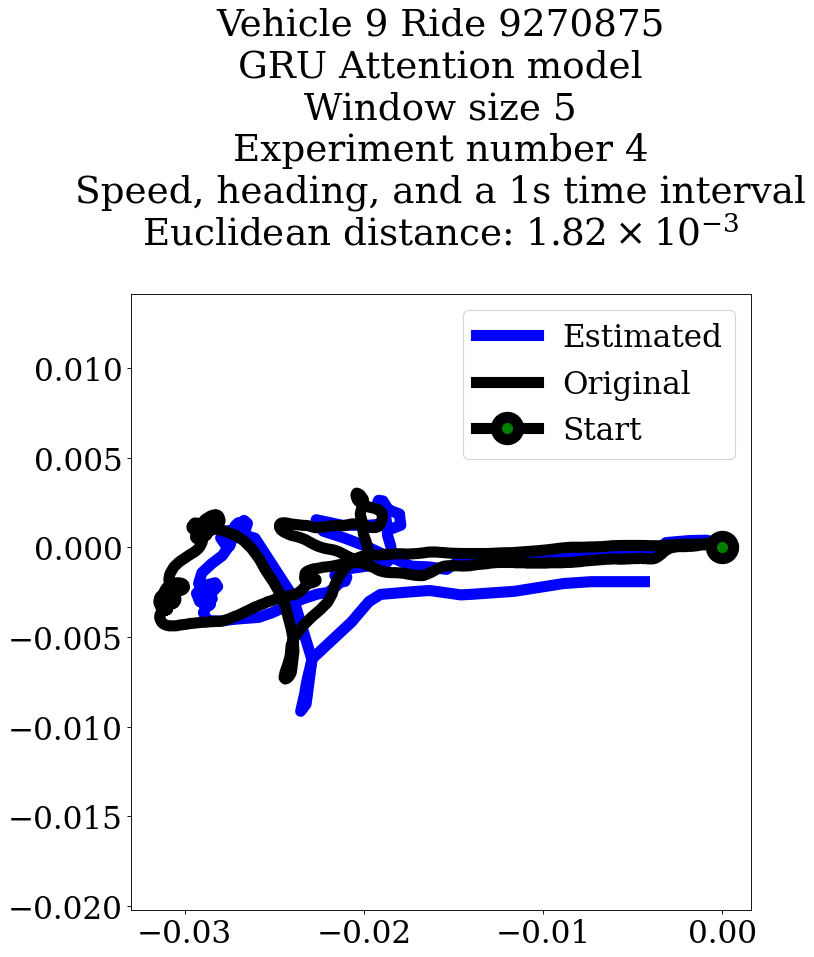 Vehicle 9 Ride 9270875
GRU Attention model
Window size 5
Experiment number 4
Speed, heading, and a 1s time interval
Euclidean distance: 1.82 × 10⁻³
Estimated
Original
Start
0.010
0.005
0.000
−0.005
−0.010
−0.015
−0.020
−0.03
−0.02
−0.01
0.00